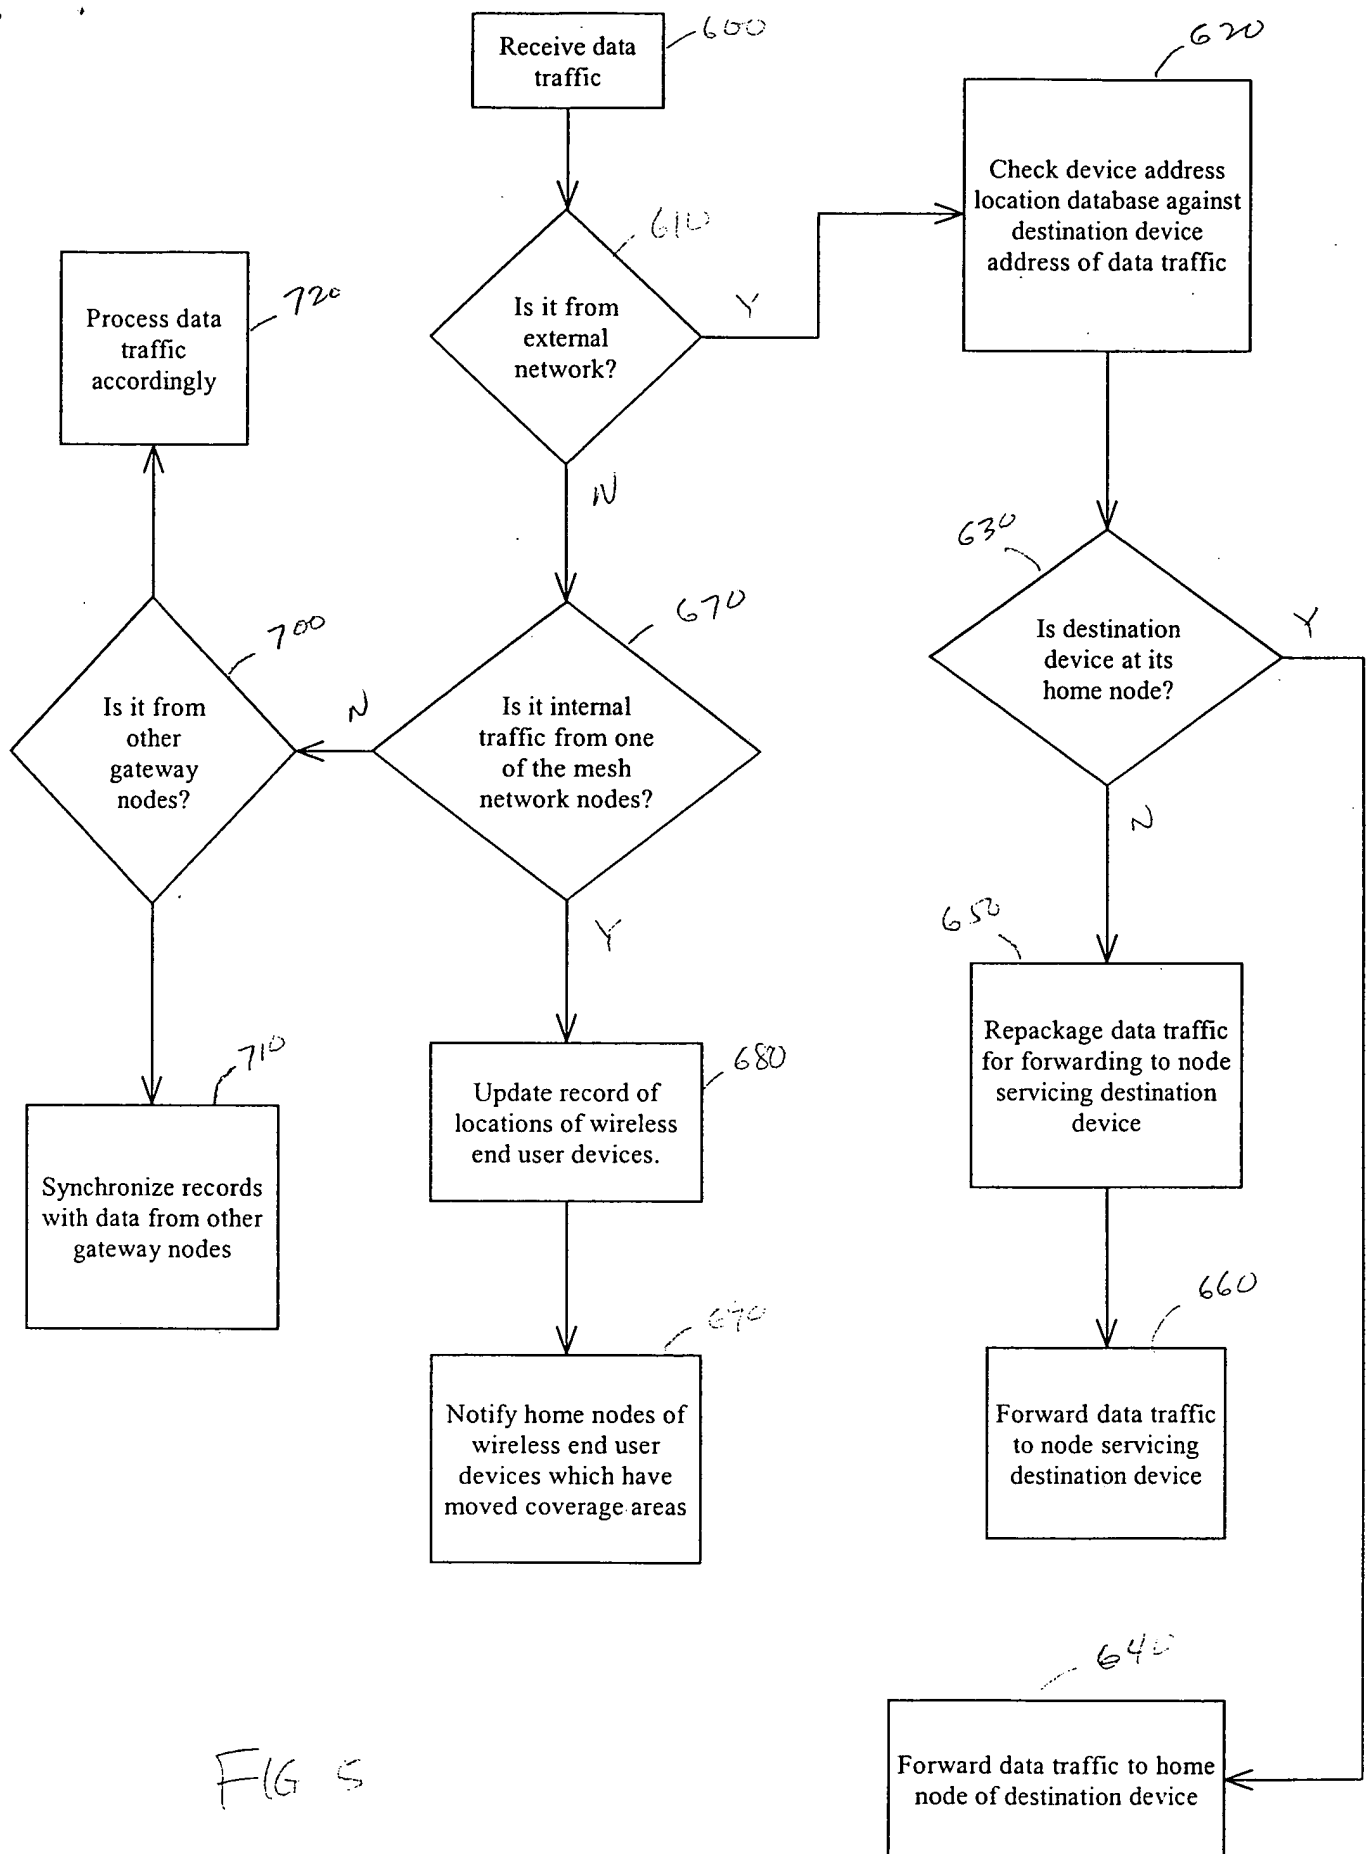 Receive data
traffic
600
620
Check device address
location database against
destination device
address of data traffic
610
Is it from
external
network?
Y
N
720
Process data
traffic
accordingly
630
Is destination
device at its
home node?
Y
N
700
Is it from
other
gateway
nodes?
N
670
Is it internal
traffic from one
of the mesh
network nodes?
Y
650
Repackage data traffic
for forwarding to node
servicing destination
device
710
Synchronize records
with data from other
gateway nodes
680
Update record of
locations of wireless
end user devices.
660
Forward data traffic
to node servicing
destination device
690
Notify home nodes of
wireless end user
devices which have
moved coverage areas
640
Forward data traffic to home
node of destination device
FIG 5